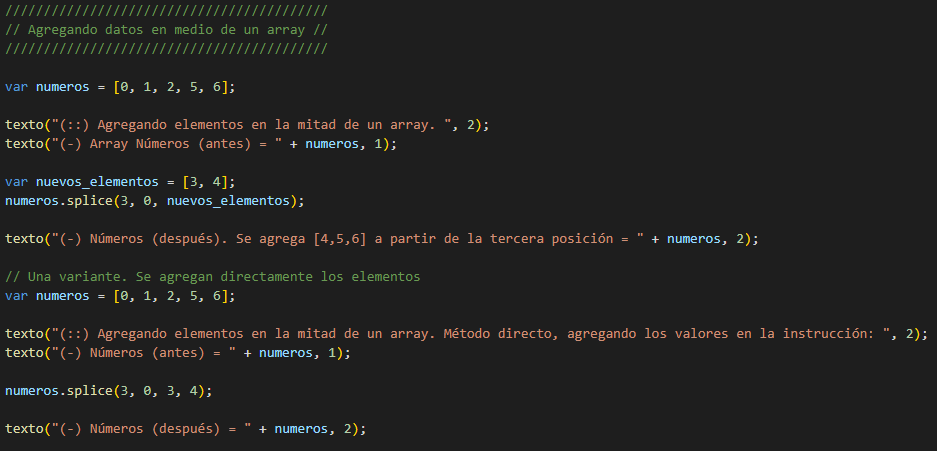 //////////////////////////////////////////
// Agregando datos en medio de un array //
//////////////////////////////////////////
var numeros = [0, 1, 2, 5, 6];
texto("(::) Agregando elementos en la mitad de un array. ", 2);
texto("(-) Array Números (antes) = " + numeros, 1);
var nuevos_elementos = [3, 4];
numeros.splice(3, 0, nuevos_elementos);
texto("(-) Números (después). Se agrega [4,5,6] a partir de la tercera posición = " + numeros, 2);
// Una variante. Se agregan directamente los elementos
var numeros = [0, 1, 2, 5, 6];
texto("(::) Agregando elementos en la mitad de un array. Método directo, agregando los valores en la instrucción: ", 2);
texto("(-) Números (antes) = " + numeros, 1);
numeros.splice(3, 0, 3, 4);
texto("(-) Números (después) = " + numeros, 2);